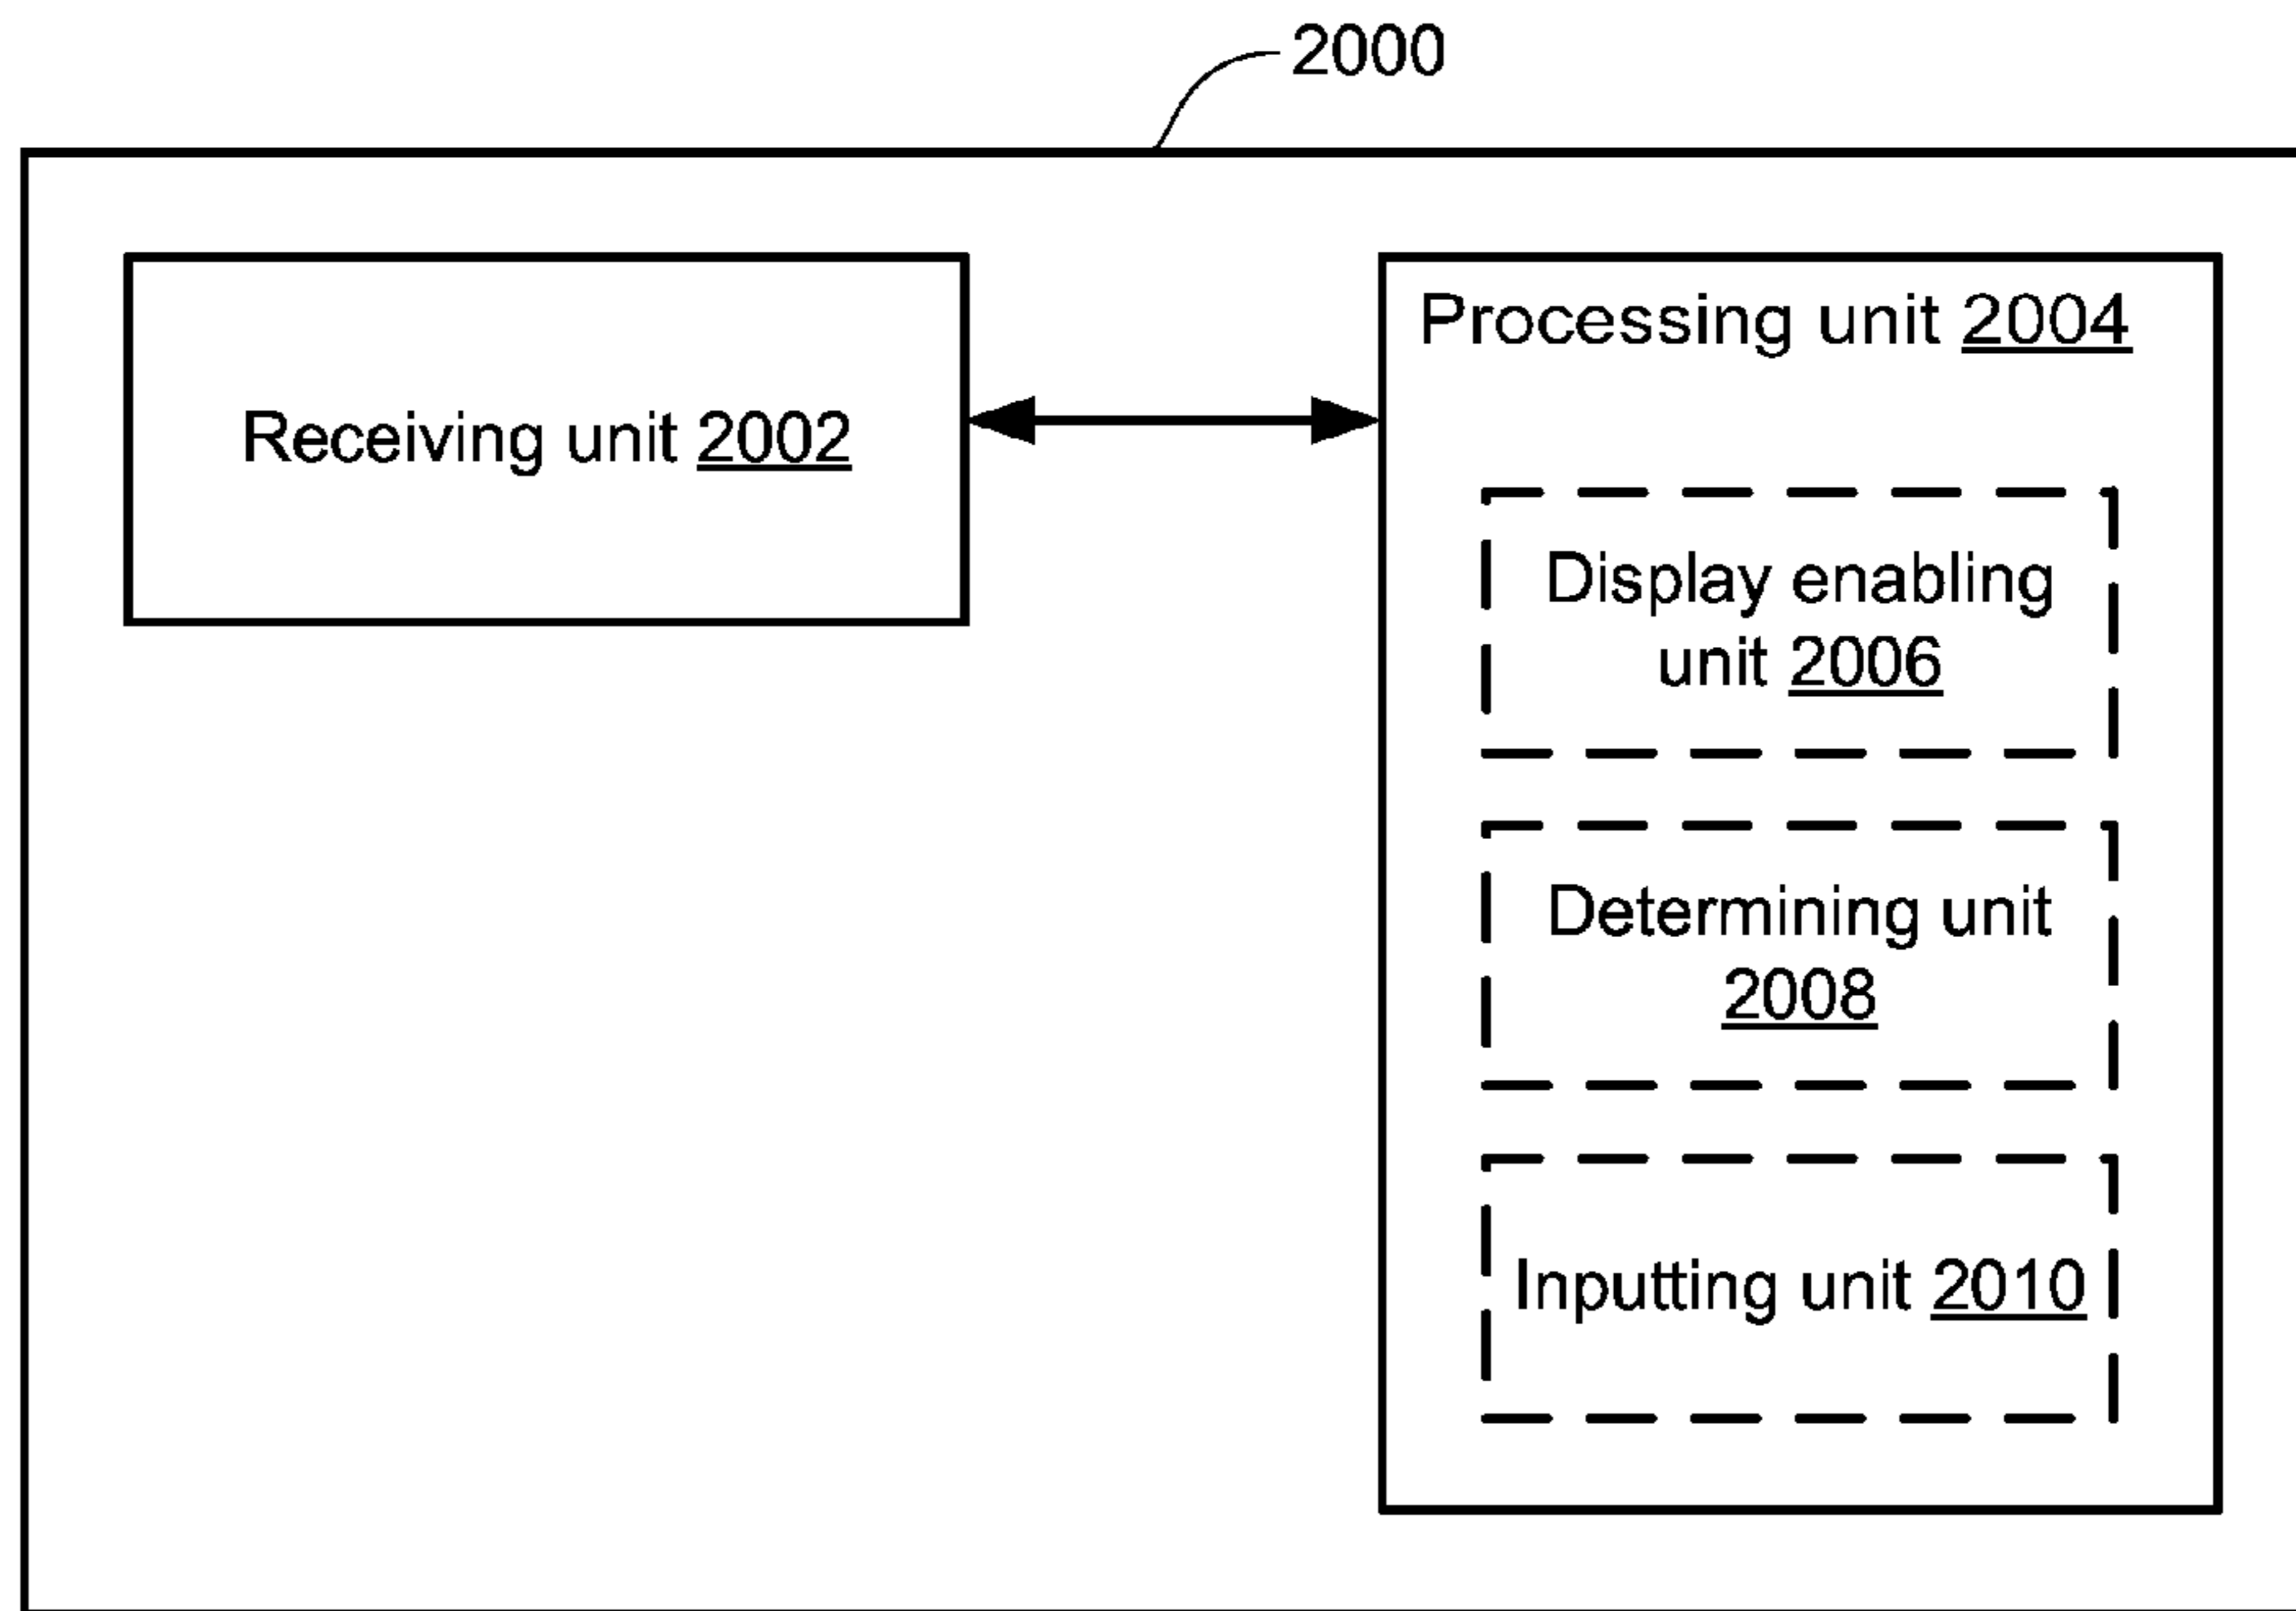 2000
Receiving unit 2002
Processing unit 2004
Display enabling
unit 2006
Determining unit
2008
Inputting unit 2010